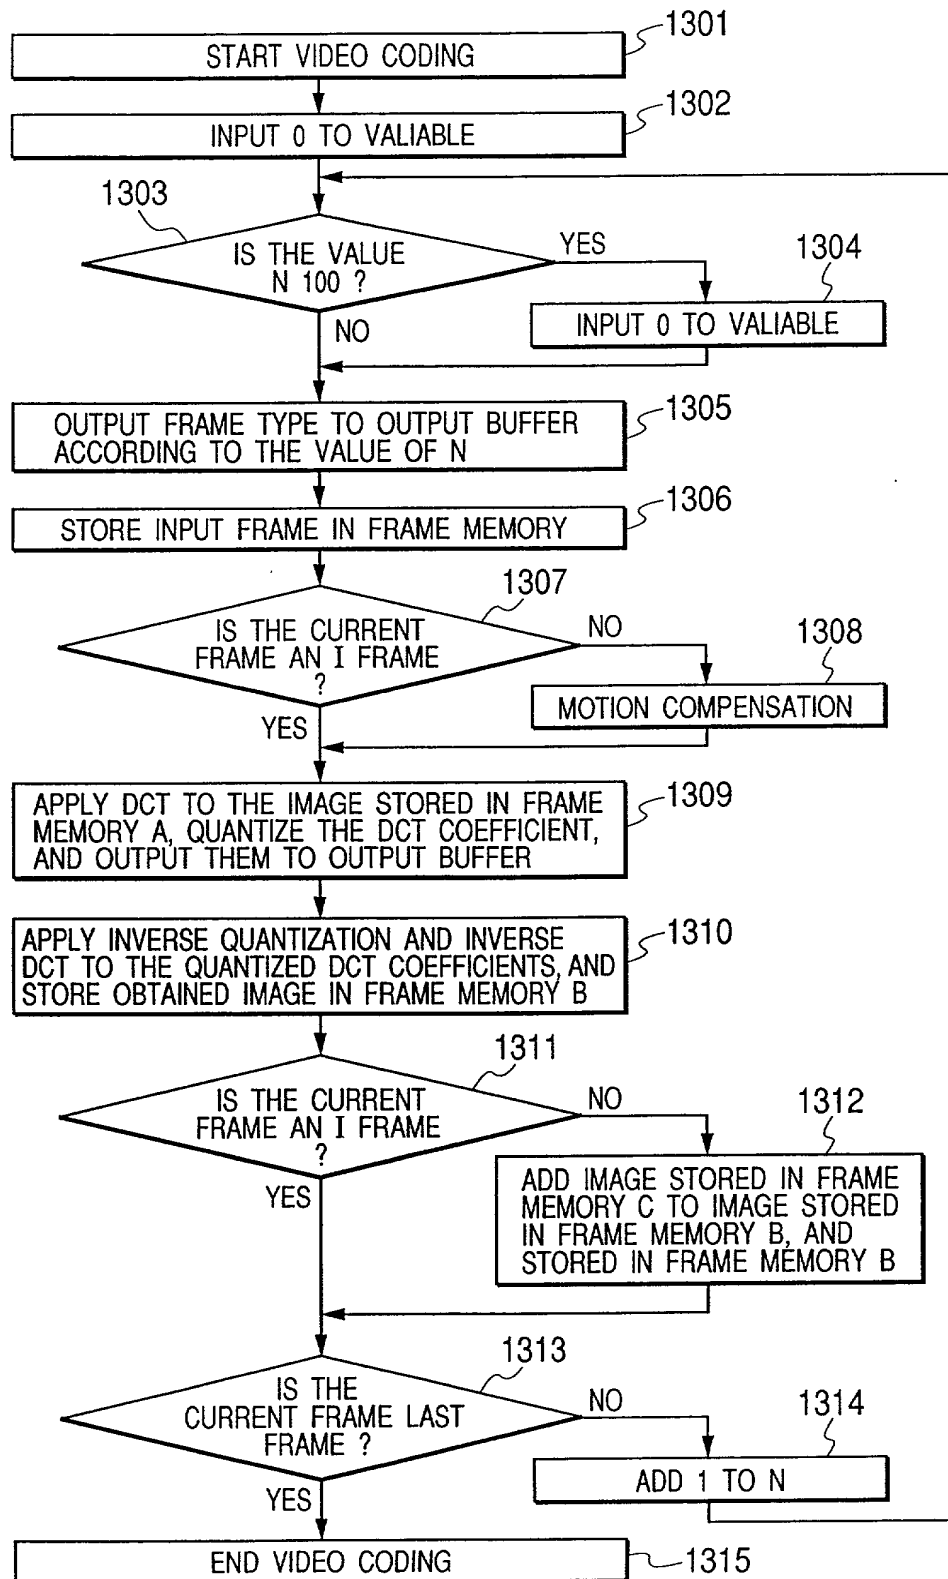 1301
START VIDEO CODING
1302
INPUT 0 TO VALIABLE
1303
IS THE VALUE
N 100 ?
YES
NO
1304
INPUT 0 TO VALIABLE
1305
OUTPUT FRAME TYPE TO OUTPUT BUFFER
ACCORDING TO THE VALUE OF N
1306
STORE INPUT FRAME IN FRAME MEMORY
1307
IS THE CURRENT
FRAME AN I FRAME
?
NO
YES
1308
MOTION COMPENSATION
1309
APPLY DCT TO THE IMAGE STORED IN FRAME
MEMORY A, QUANTIZE THE DCT COEFFICIENT,
AND OUTPUT THEM TO OUTPUT BUFFER
1310
APPLY INVERSE QUANTIZATION AND INVERSE
DCT TO THE QUANTIZED DCT COEFFICIENTS, AND
STORE OBTAINED IMAGE IN FRAME MEMORY B
1311
IS THE CURRENT
FRAME AN I FRAME
?
NO
YES
1312
ADD IMAGE STORED IN FRAME
MEMORY C TO IMAGE STORED
IN FRAME MEMORY B, AND
STORED IN FRAME MEMORY B
1313
IS THE
CURRENT FRAME LAST
FRAME ?
NO
YES
1314
ADD 1 TO N
END VIDEO CODING
1315